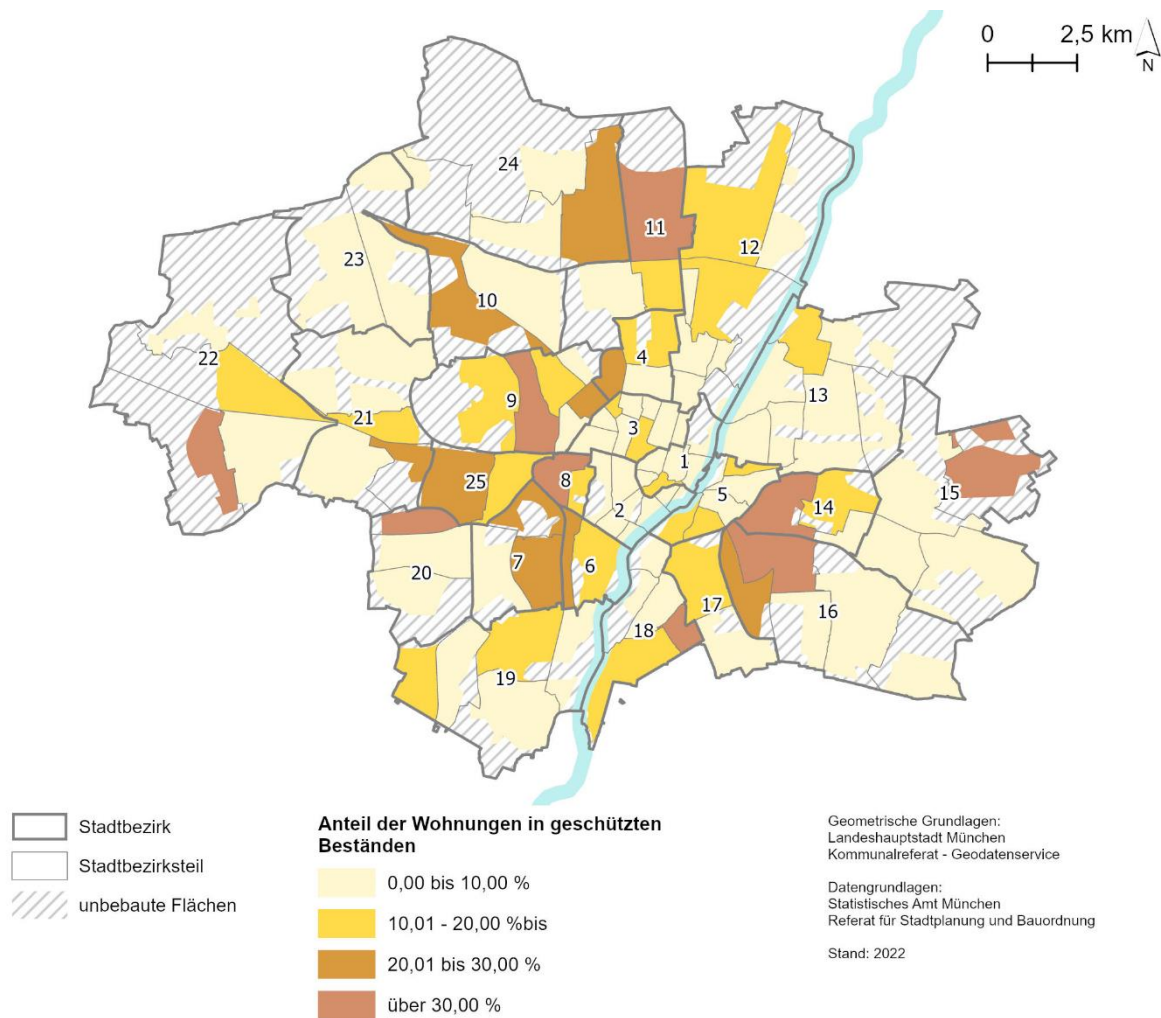 0 2,5 km
N
24
11
12
23
10
22
4
9
13
21
3
1
8
25
5
15
2
14
7
6
20
17
16
18
19
Stadtbezirk
Stadtbezirksteil
unbebaute Flächen
Anteil der Wohnungen in geschützten
Beständen
0,00 bis 10,00 %
10,01 - 20,00 %bis
20,01 bis 30,00 %
über 30,00 %
Geometrische Grundlagen:
Landeshauptstadt München
Kommunalreferat - Geodatenservice
Datengrundlagen:
Statistisches Amt München
Referat für Stadtplanung und Bauordnung
Stand: 2022